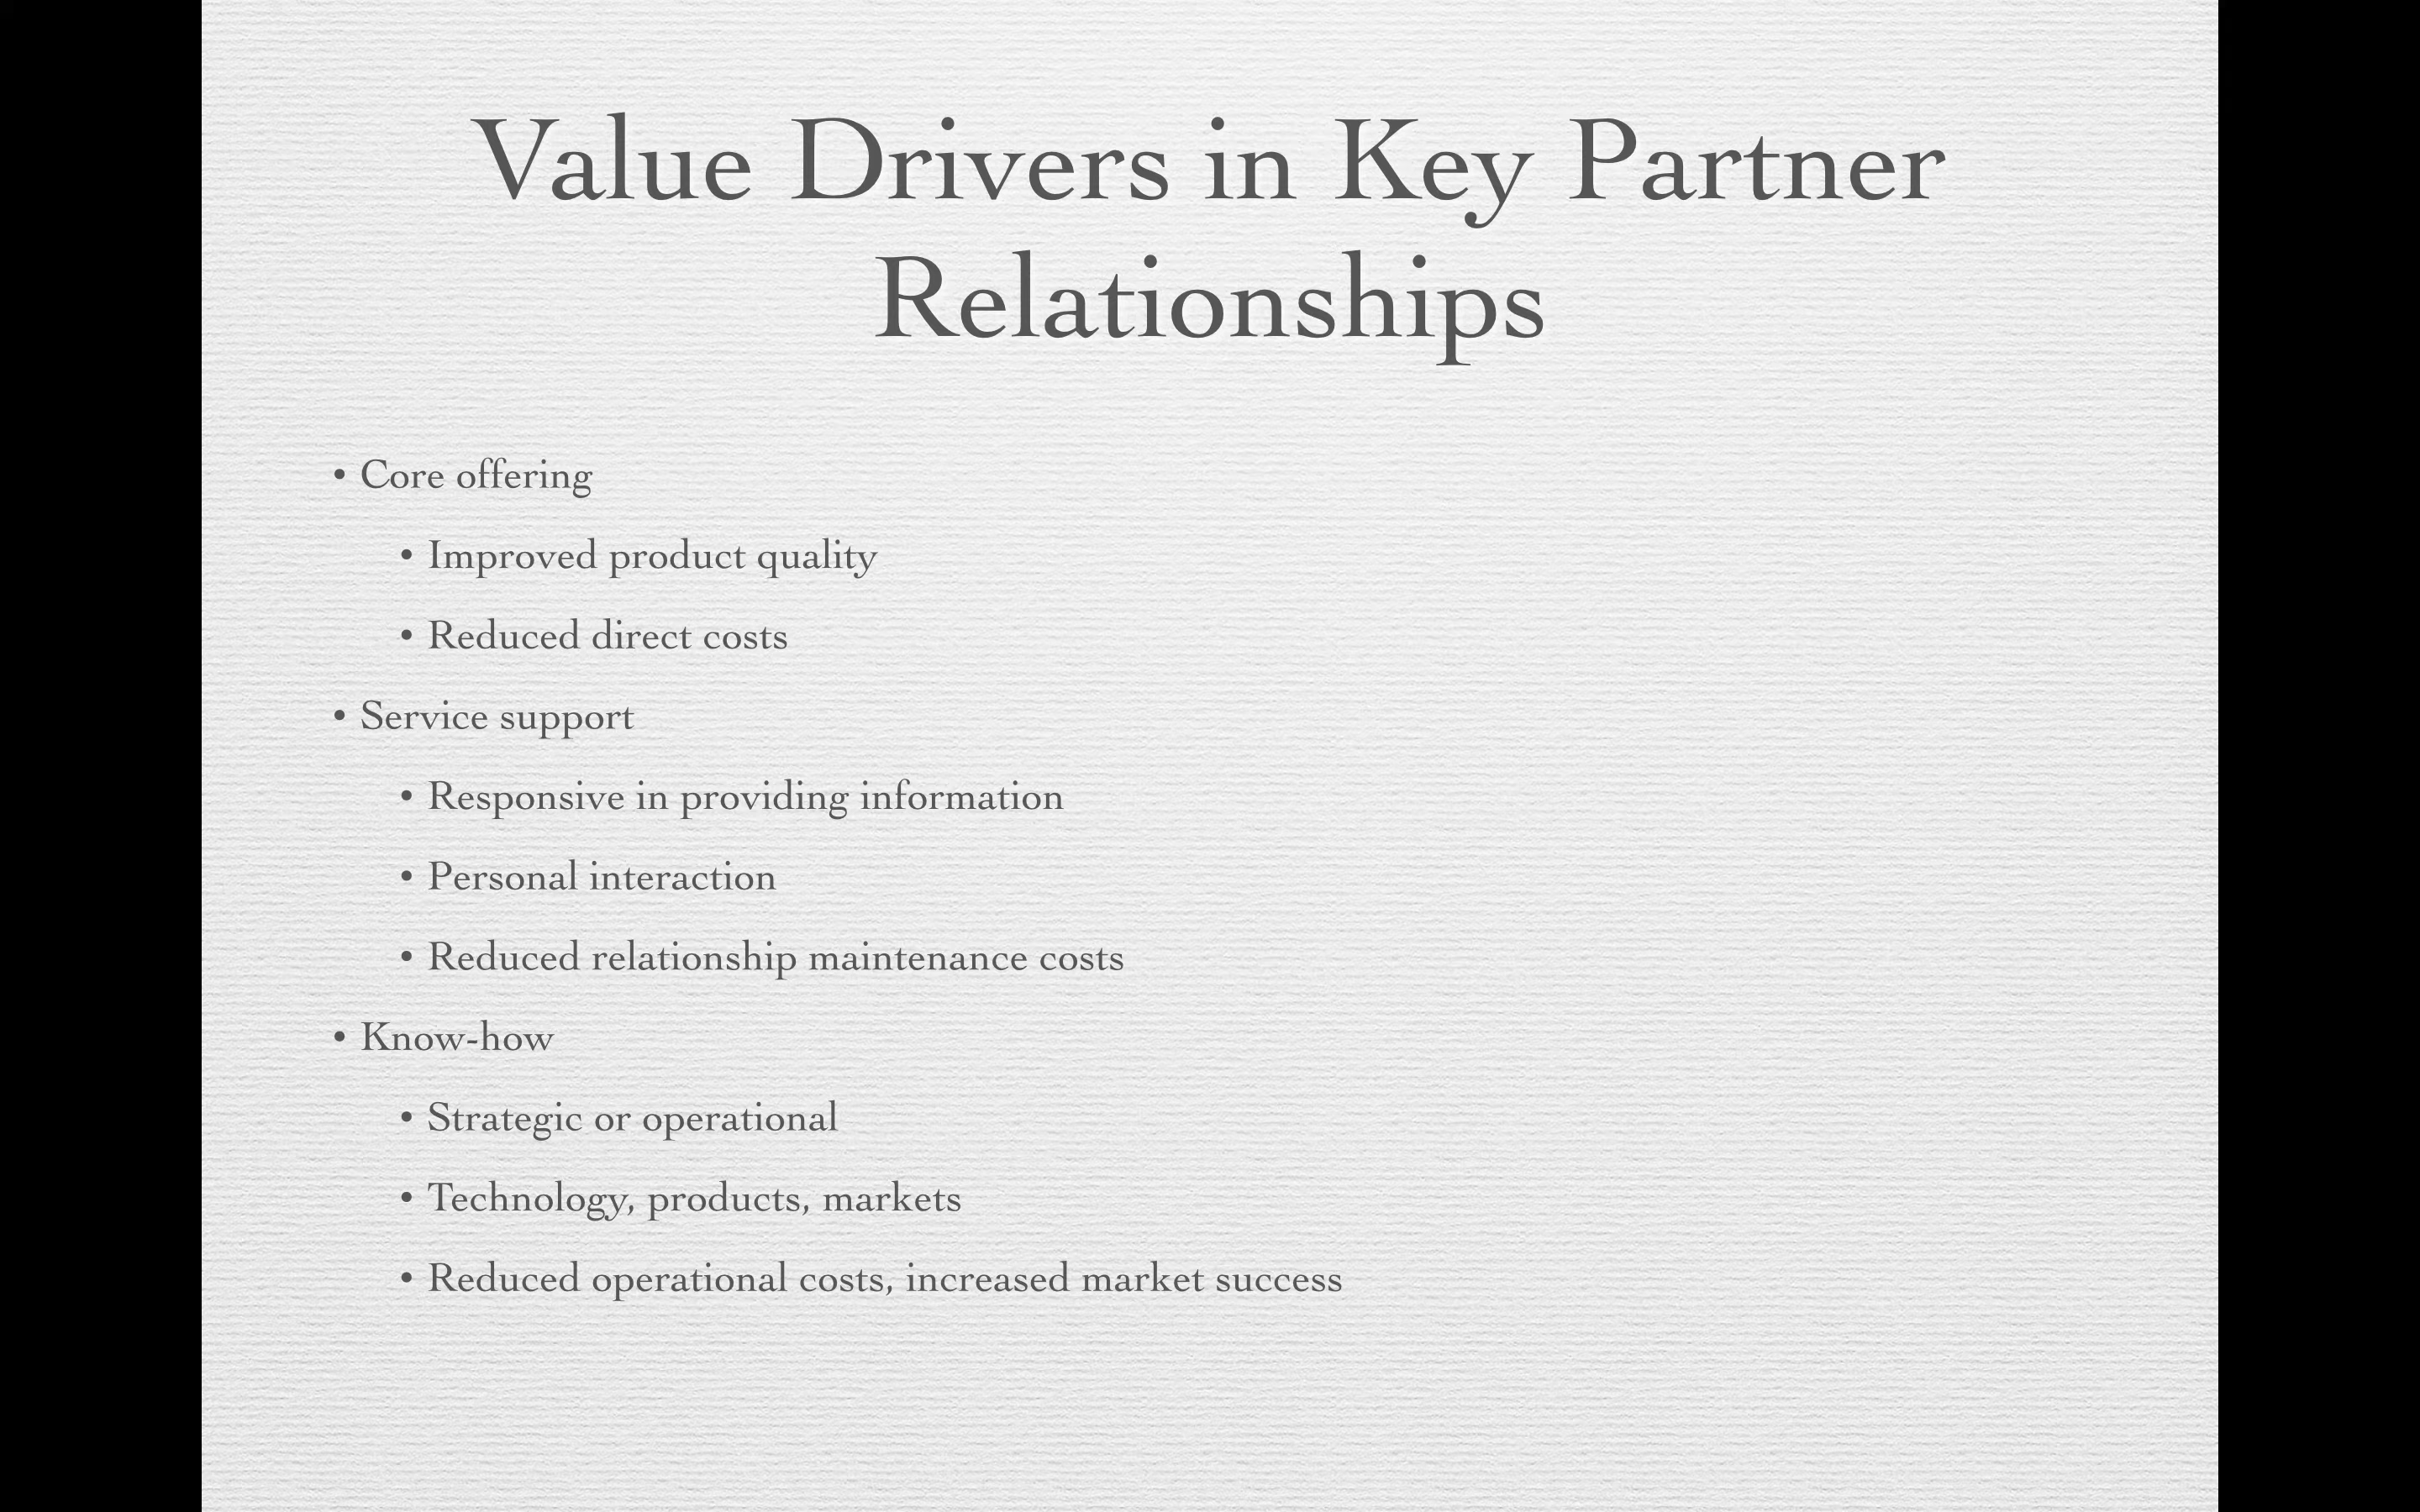 Value Drivers in Key Partner
Relationships
• Core offering
• Improved product quality
• Reduced direct costs
• Service support
• Responsive in providing information
• Personal interaction
• Reduced relationship maintenance costs
• Know-how
• Strategic or operational
• Technology, products, markets
• Reduced operational costs, increased market success